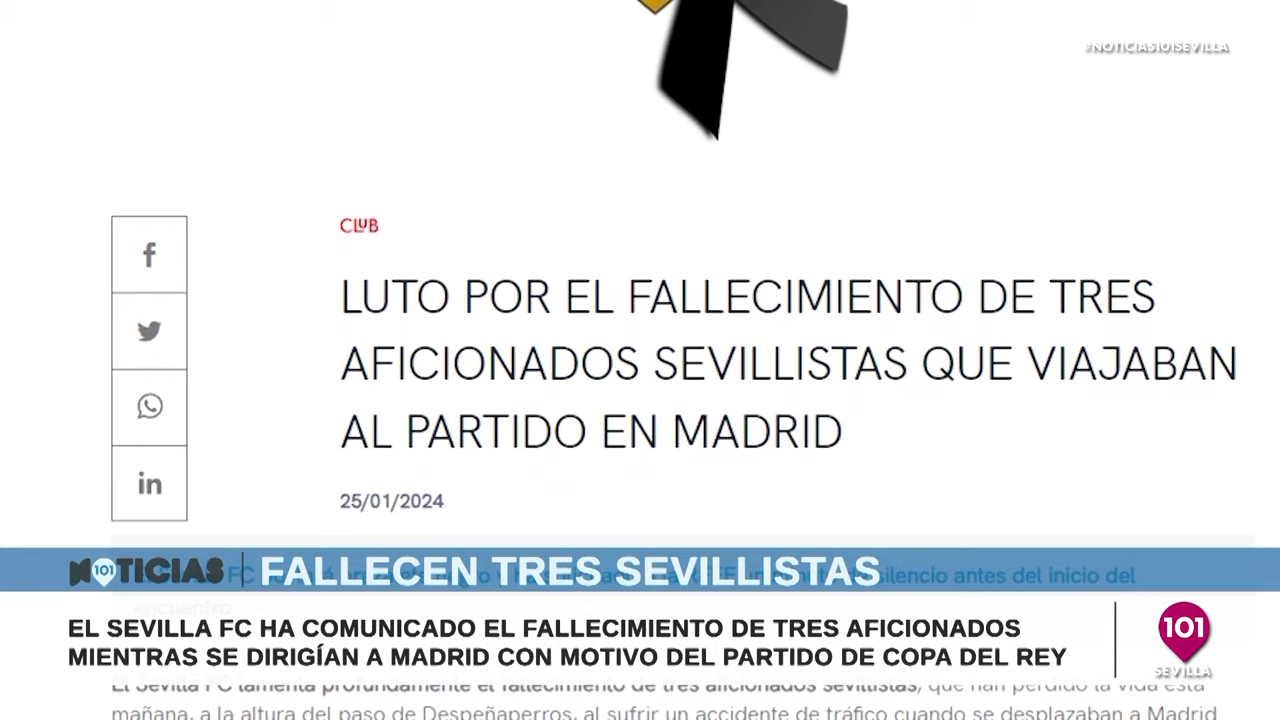 #NOTICIAS101SEVILLA
CLUB
LUTO POR EL FALLECIMIENTO DE TRES
AFICIONADOS SEVILLISTAS QUE VIAJABAN
AL PARTIDO EN MADRID
25/01/2024
NOTICIAS 101
FALLECEN TRES SEVILLISTAS
silencio antes del inicio del
encuentro
EL SEVILLA FC HA COMUNICADO EL FALLECIMIENTO DE TRES AFICIONADOS
MIENTRAS SE DIRIGÍAN A MADRID CON MOTIVO DEL PARTIDO DE COPA DEL REY
101
SEVILLA
El Sevilla FC lamenta profundamente el fallecimiento de tres aficionados sevillistas, que han perdido la vida esta
mañana, a la altura del paso de Despeñaperros, al sufrir un accidente de tráfico cuando se desplazaban a Madrid